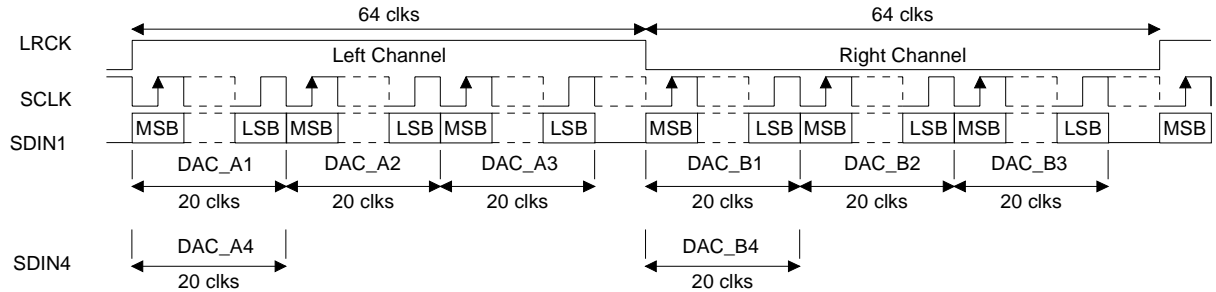 64 clks 64 clks
LRCK Left Channel Right Channel
SCLK
SDIN1 MSB LSB MSB LSB MSB LSB MSB LSB MSB LSB MSB LSB MSB
DAC_A1 DAC_A2 DAC_A3 DAC_B1 DAC_B2 DAC_B3
20 clks 20 clks 20 clks 20 clks 20 clks 20 clks
SDIN4 DAC_A4 DAC_B4
20 clks 20 clks